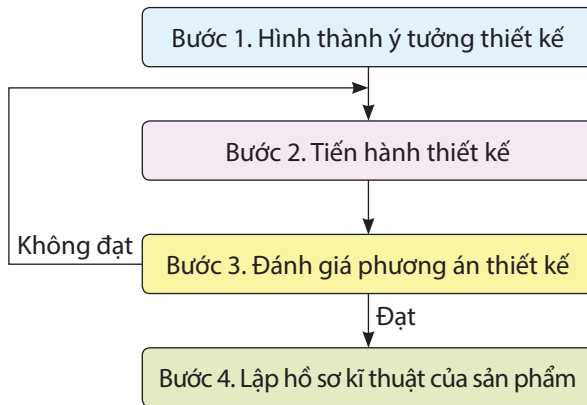 Bước 1. Hình thành ý tưởng thiết kế
Bước 2. Tiến hành thiết kế
Không đạt
Bước 3. Đánh giá phương án thiết kế
Đạt
Bước 4. Lập hồ sơ kĩ thuật của sản phẩm